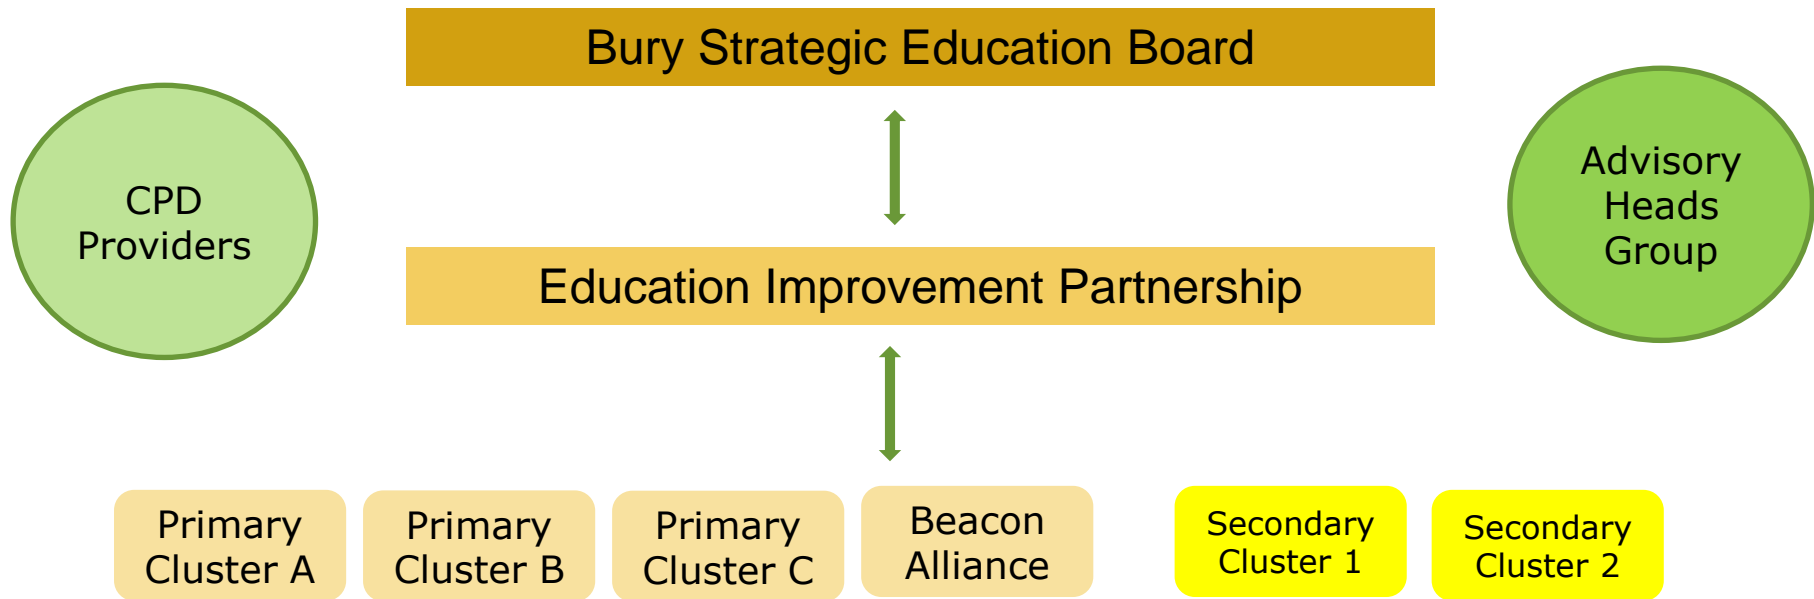 Bury Strategic Education Board
CPD
Providers
Advisory
Heads
Group
Education Improvement Partnership
Primary
Cluster A
Primary
Cluster B
Primary
Cluster C
Beacon
Alliance
Secondary
Cluster 1
Secondary
Cluster 2